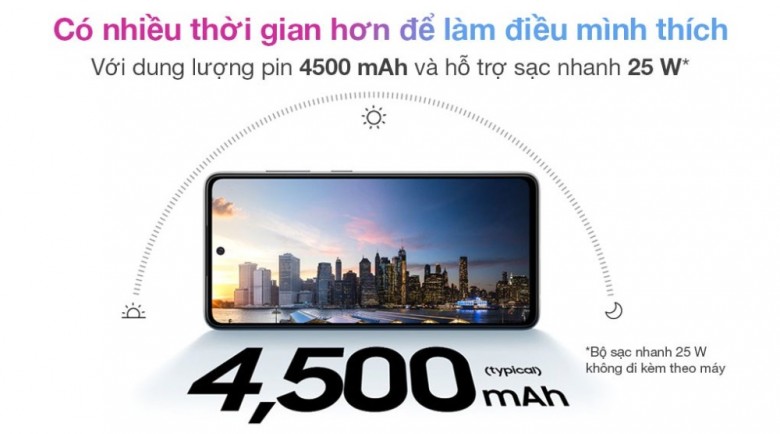 Có nhiều thời gian hơn để làm điều mình thích
Với dung lượng pin 4500 mAh và hỗ trợ sạc nhanh 25 W*
4,500 (typical) mAh
*Bộ sạc nhanh 25 W
không đi kèm theo máy